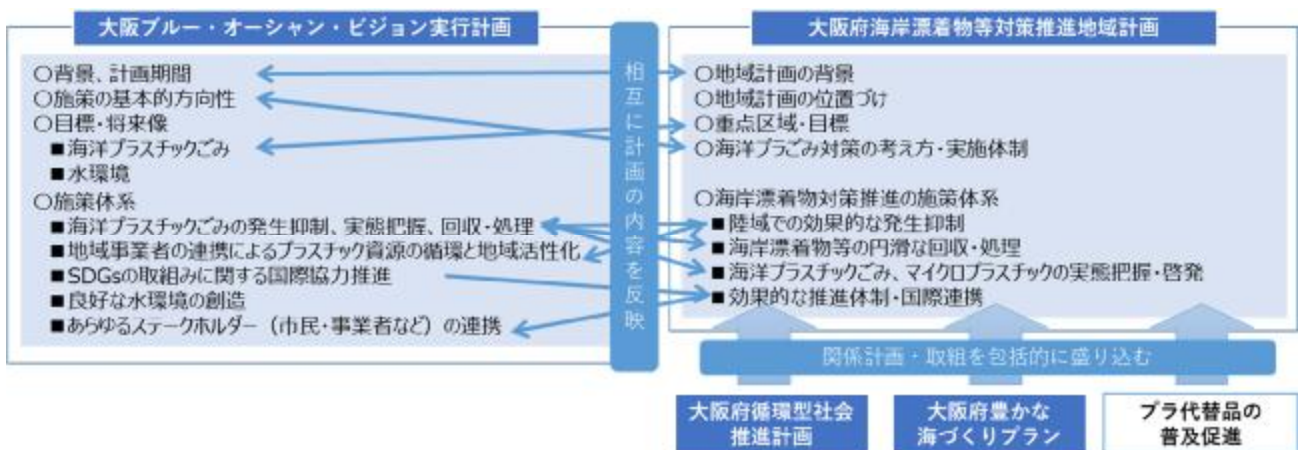 大阪ブルー・オーシャン・ビジョン実行計画
〇背景、計画期間
〇施策の基本的方向性
〇目標・将来像
■海洋プラスチックごみ
■水環境
〇施策体系
■海洋プラスチックごみの発生抑制、実態把握、回収・処理
■地域事業者の連携によるプラスチック資源の循環と地域活性化
■SDGsの取組みに関する国際協力推進
■良好な水環境の創造
■あらゆるステークホルダー（市民・事業者など）の連携
相互に計画の内容を反映
大阪府海岸漂着物等対策推進地域計画
〇地域計画の背景
〇地域計画の位置づけ
〇重点区域・目標
〇海洋プラごみ対策の考え方・実施体制
〇海岸漂着物対策推進の施策体系
■陸域での効果的な発生抑制
■海岸漂着物等の円滑な回収・処理
■海洋プラスチックごみ、マイクロプラスチックの実態把握・啓発
■効果的な推進体制・国際連携
関係計画・取組を包括的に盛り込む
大阪府循環型社会
推進計画
大阪府豊かな
海づくりプラン
プラ代替品の
普及促進